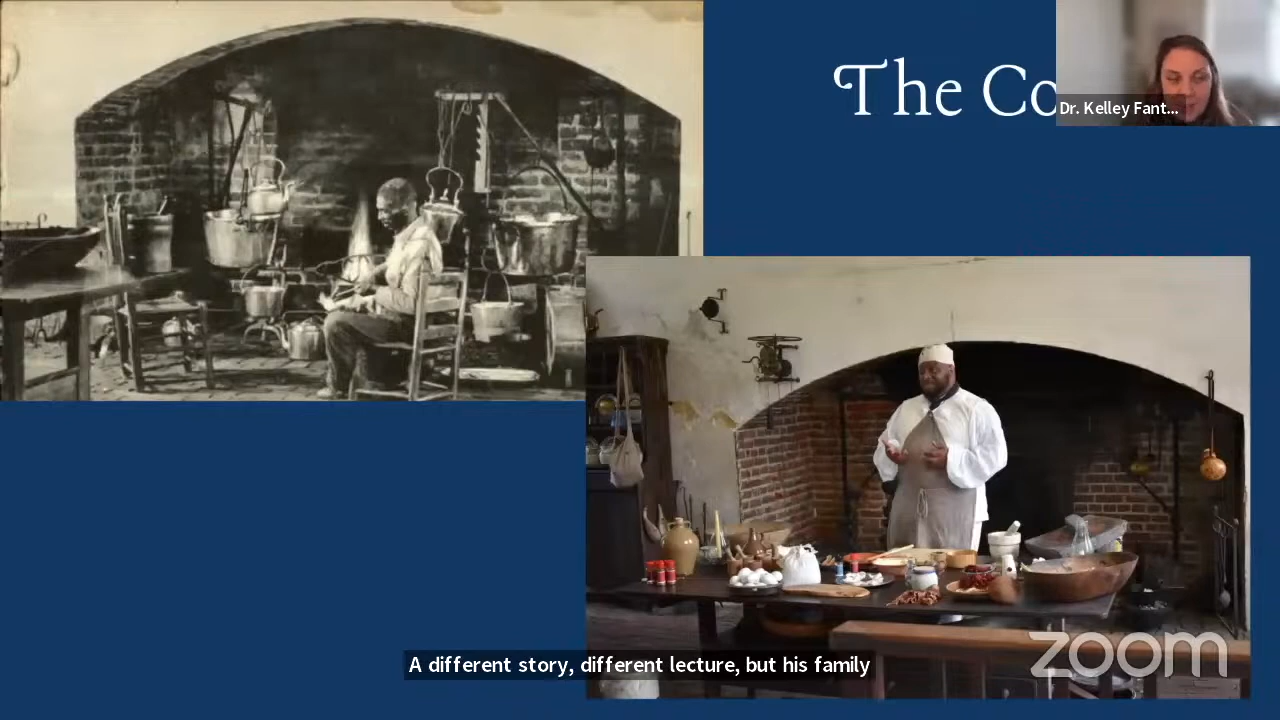 The Co
Dr. Kelley Fant...
A different story, different lecture, but his family
zoom